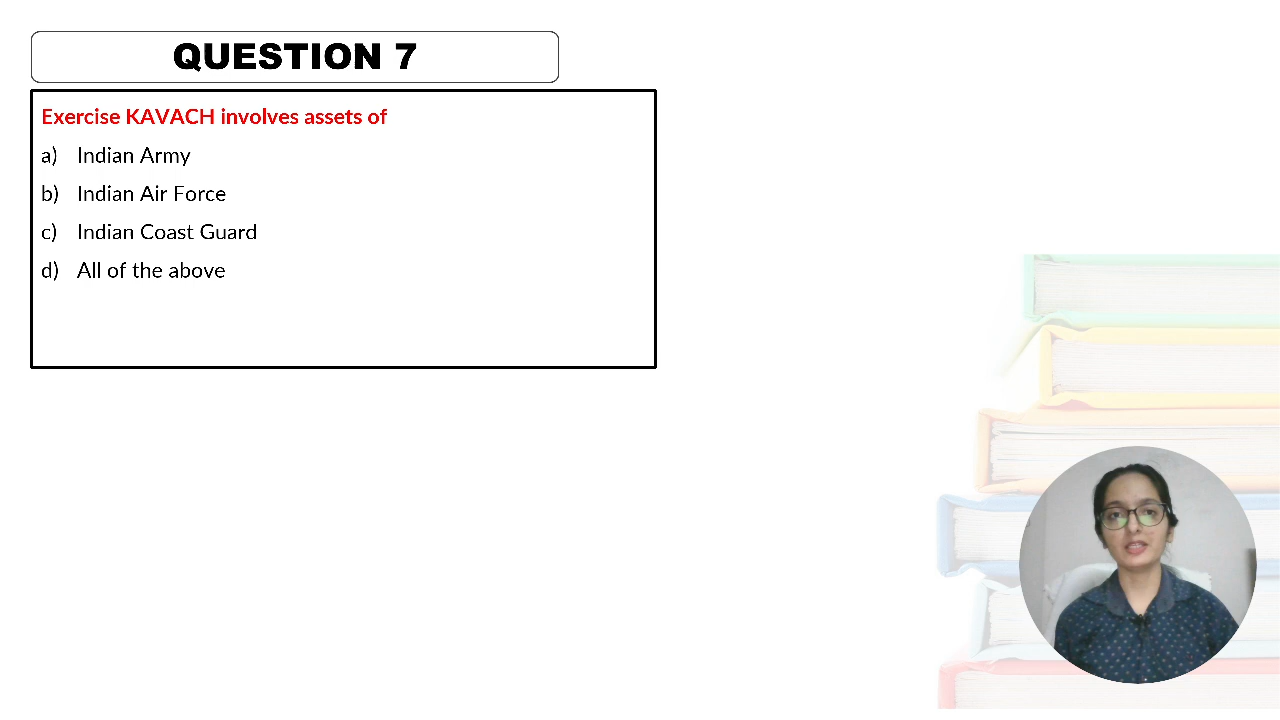 QUESTION 7
Exercise KAVACH involves assets of
a) Indian Army
b) Indian Air Force
c) Indian Coast Guard
d) All of the above